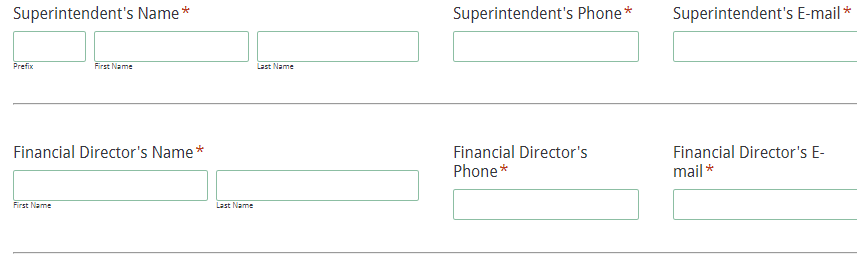 Superintendent's Name*
Superintendent's Phone*
Superintendent's E-mail*
Prefix
First Name
Last Name
Financial Director's Name*
Financial Director's
Phone*
Financial Director's E-
mail*
First Name
Last Name